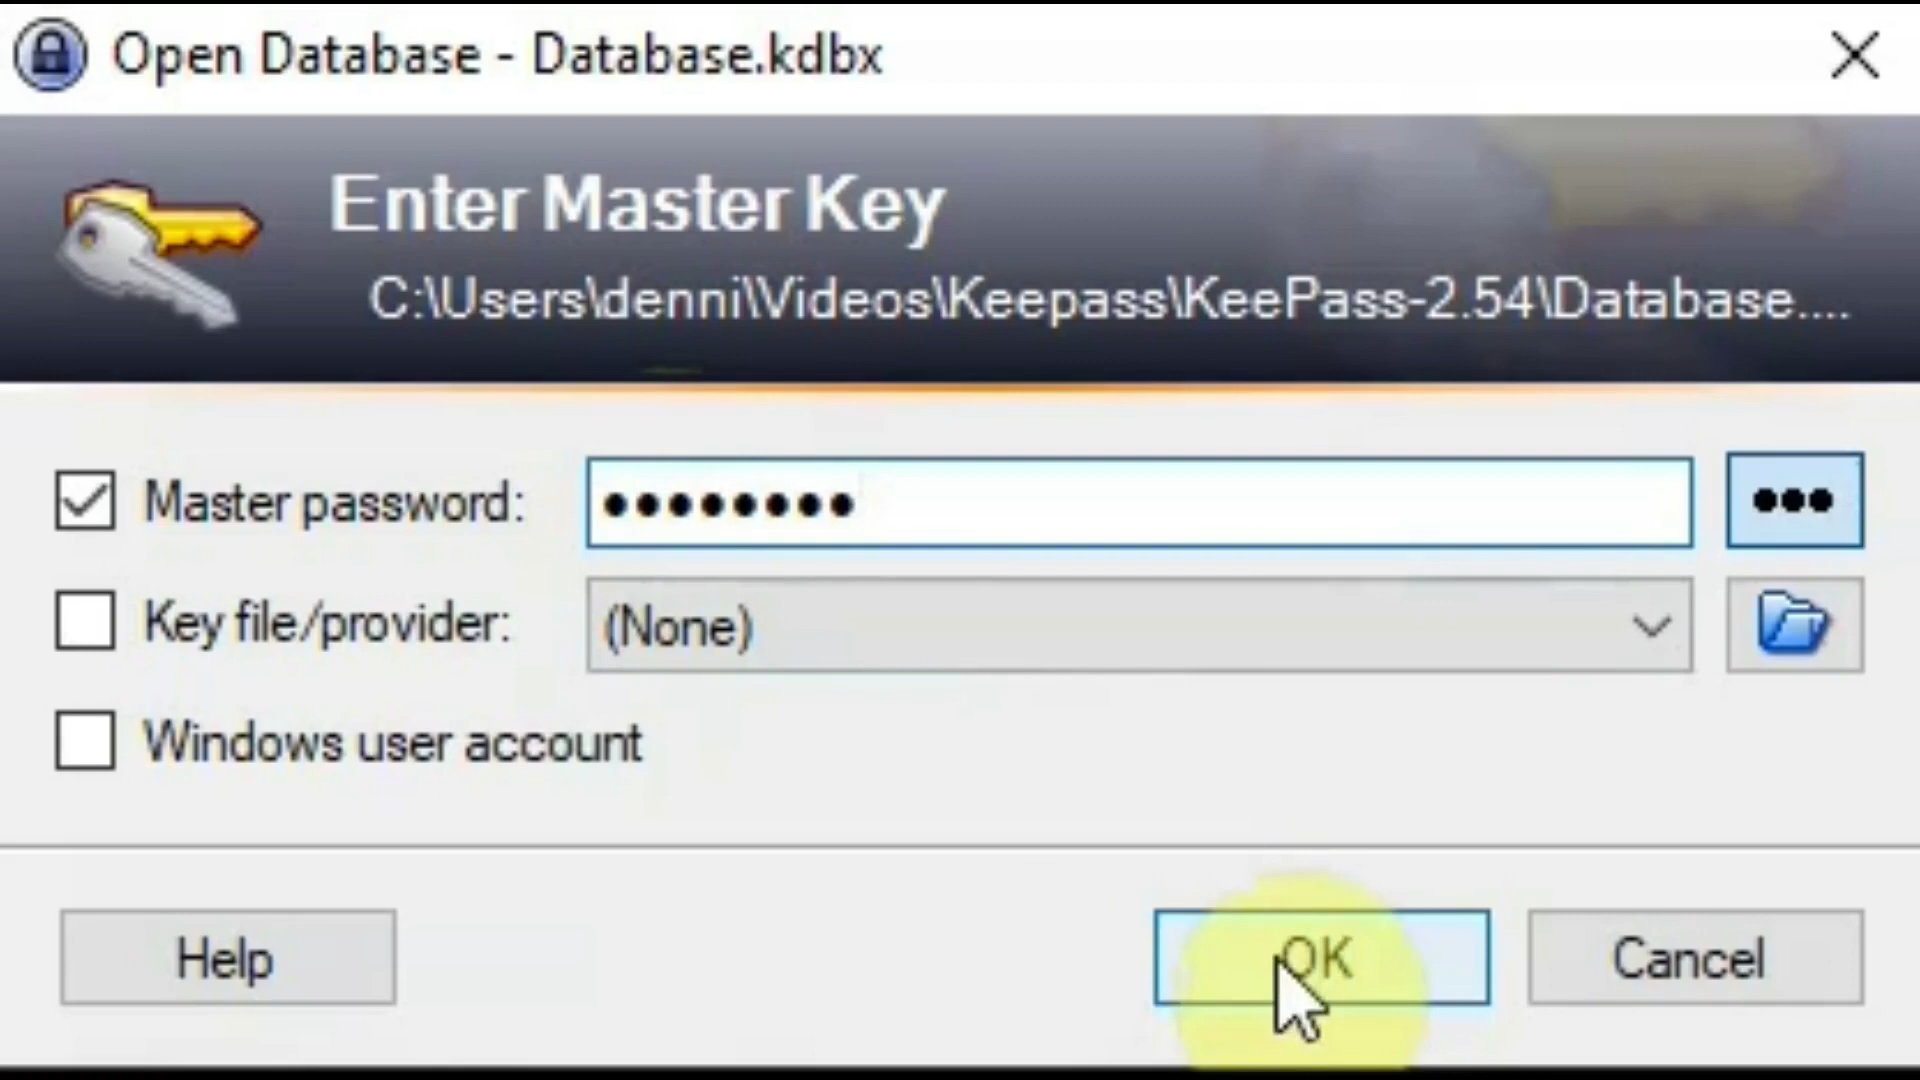 Open Database - Database.kdbx
Enter Master Key
C:\Users\denni\Videos\Keepass\KeePass-2.54\Database....
Master password: ●●●●●●●●
Key file/provider: (None)
Windows user account
Help OK Cancel